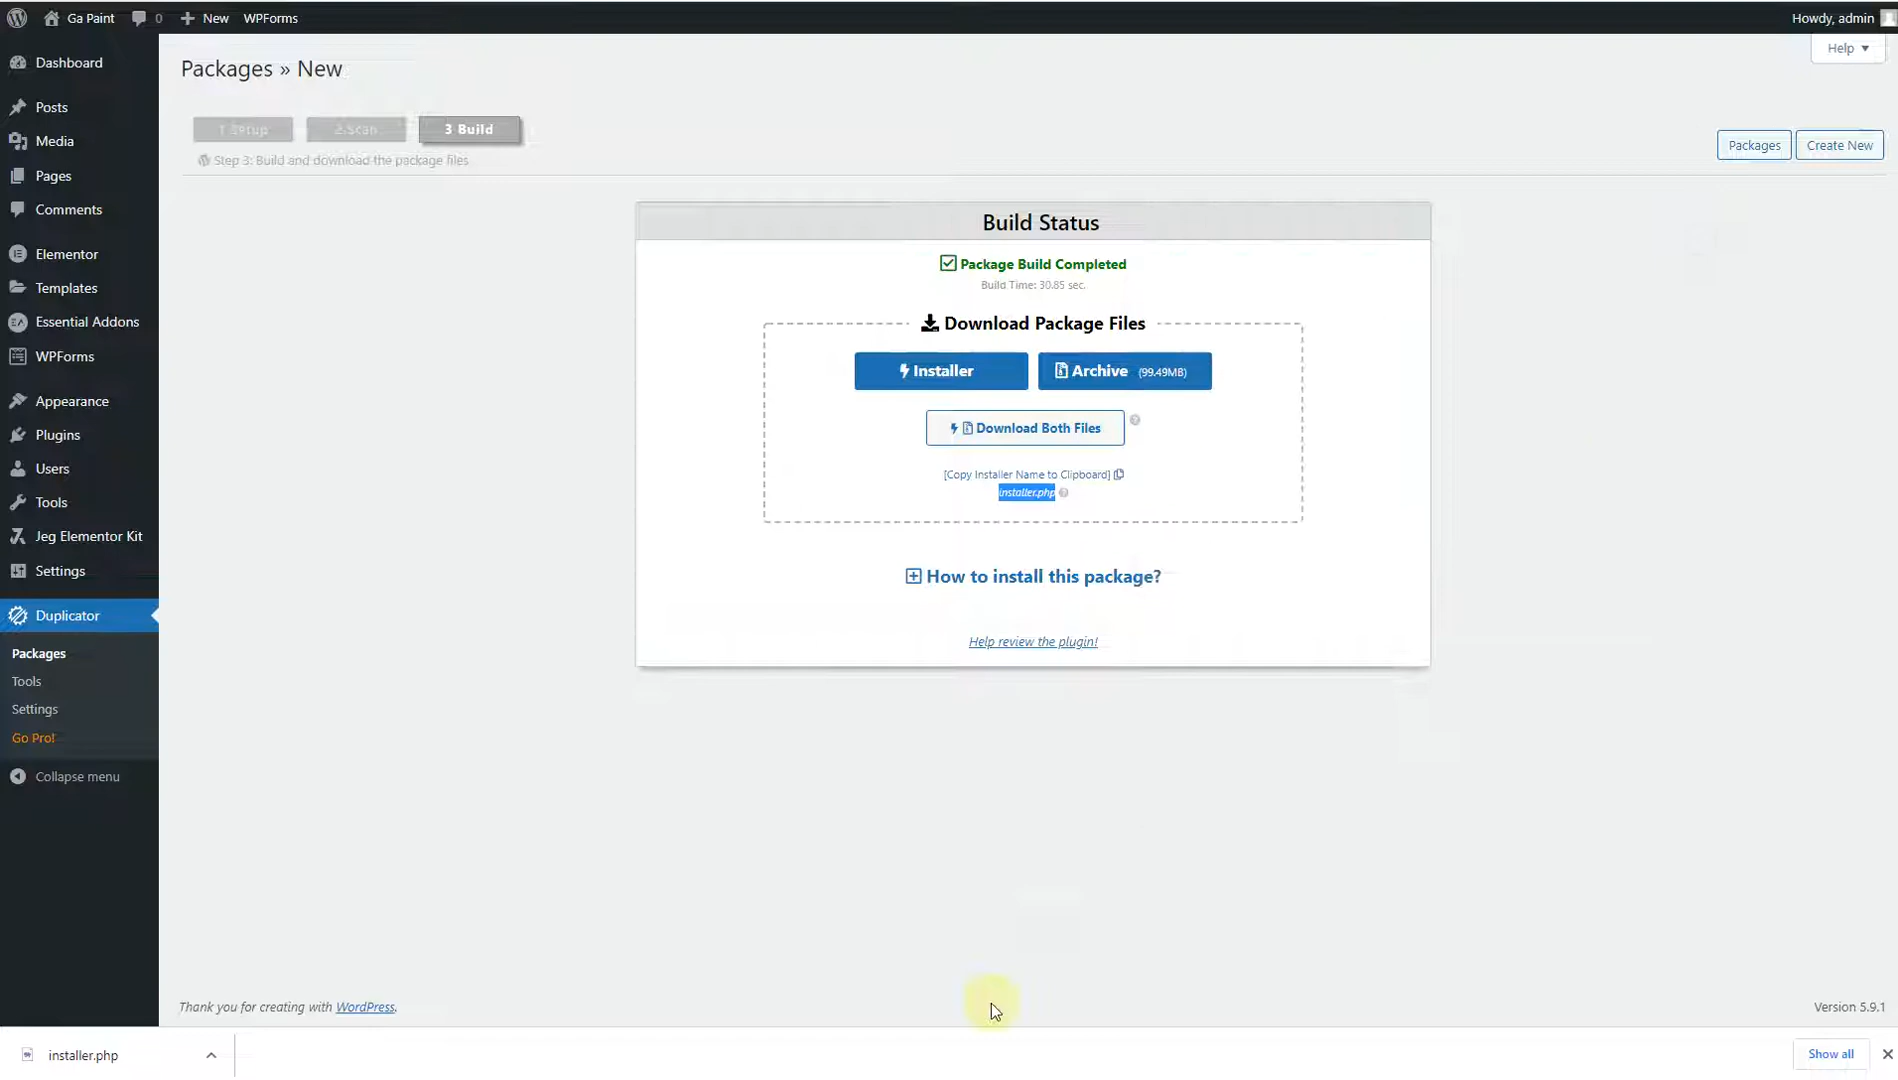 Ga Paint
0
New
WPForms
Howdy, admin
Help
Dashboard
Posts
Media
Pages
Comments
Elementor
Templates
Essential Addons
WPForms
Appearance
Plugins
Users
Tools
Jeg Elementor Kit
Settings
Duplicator
Packages
Tools
Settings
Go Pro!
Collapse menu
Packages » New
1 Setup
2 Scan
3 Build
Step 3: Build and download the package files
Packages
Create New
Build Status
Package Build Completed
Build Time: 30.85 sec.
Download Package Files
Installer
Archive (99.49MB)
Download Both Files
[Copy Installer Name to Clipboard]
installer.php
How to install this package?
Help review the plugin!
Thank you for creating with WordPress.
Version 5.9.1
installer.php
Show all